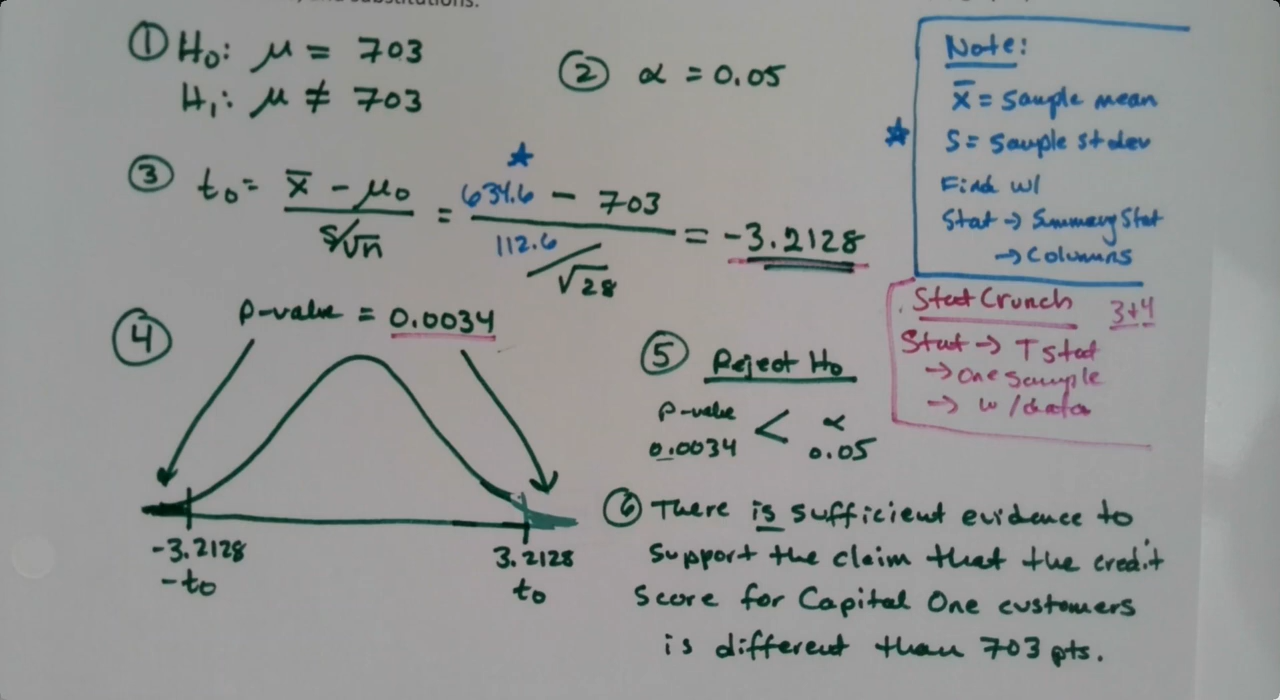 and substitutions.
① H₀: μ = 703
H₁: μ ≠ 703
② α = 0.05
③ t₀ = (x̄ - μ₀) / (s/√n) = (634.6 - 703) / (112.6/√28) = -3.2128
Note:
x̄ = sample mean
S = sample st dev
Find w/
Stat → Summary Stat
→ Columns
StatCrunch 3+4
Stat → T Stat
→ One Sample
→ w/data
④ p-value = 0.0034
-3.2128
-t₀
3.2128
t₀
⑤ Reject H₀
p-value < α
0.0034 0.05
⑥ There is sufficient evidence to
support the claim that the credit
score for Capital One customers
is different than 703 pts.